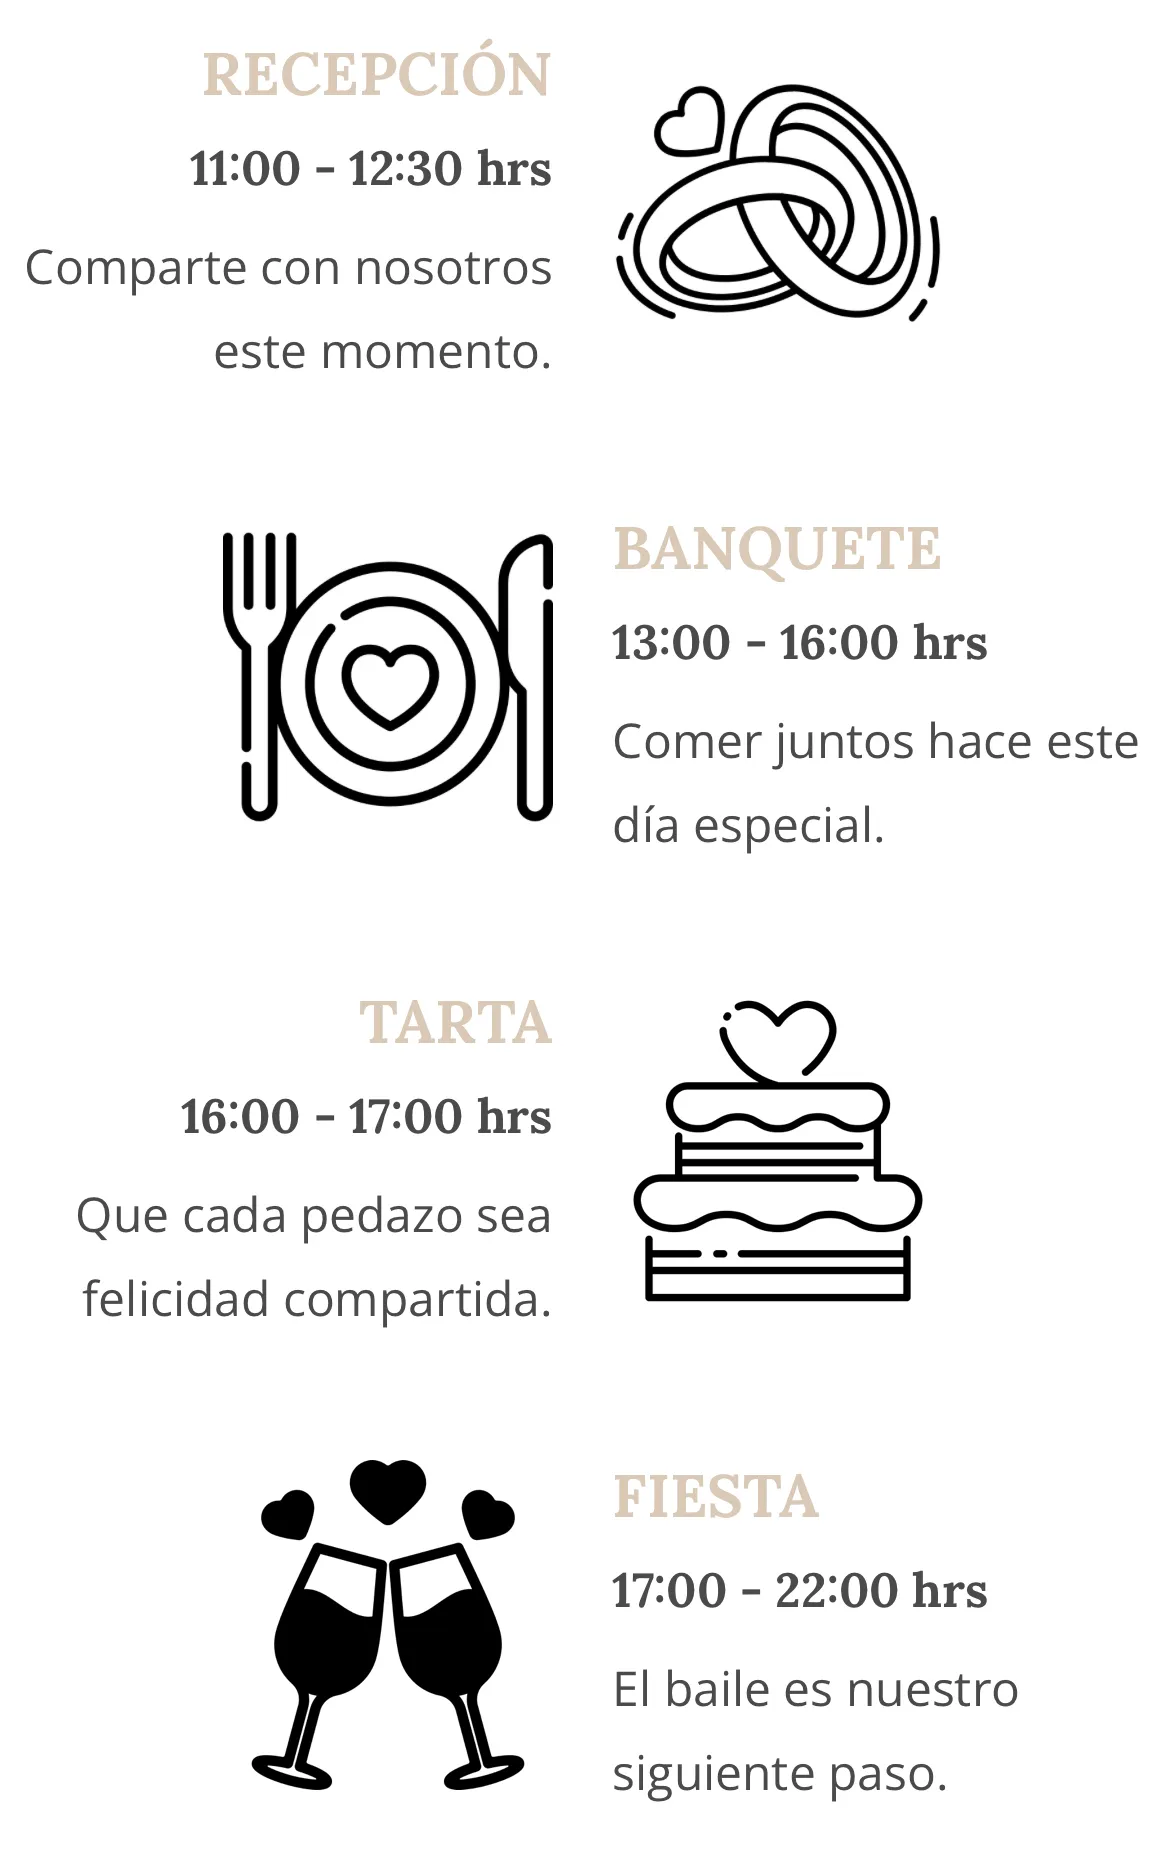 RECEPCIÓN
11:00 - 12:30 hrs
Comparte con nosotros
este momento.
BANQUETE
13:00 - 16:00 hrs
Comer juntos hace este
día especial.
TARTA
16:00 - 17:00 hrs
Que cada pedazo sea
felicidad compartida.
FIESTA
17:00 - 22:00 hrs
El baile es nuestro
siguiente paso.